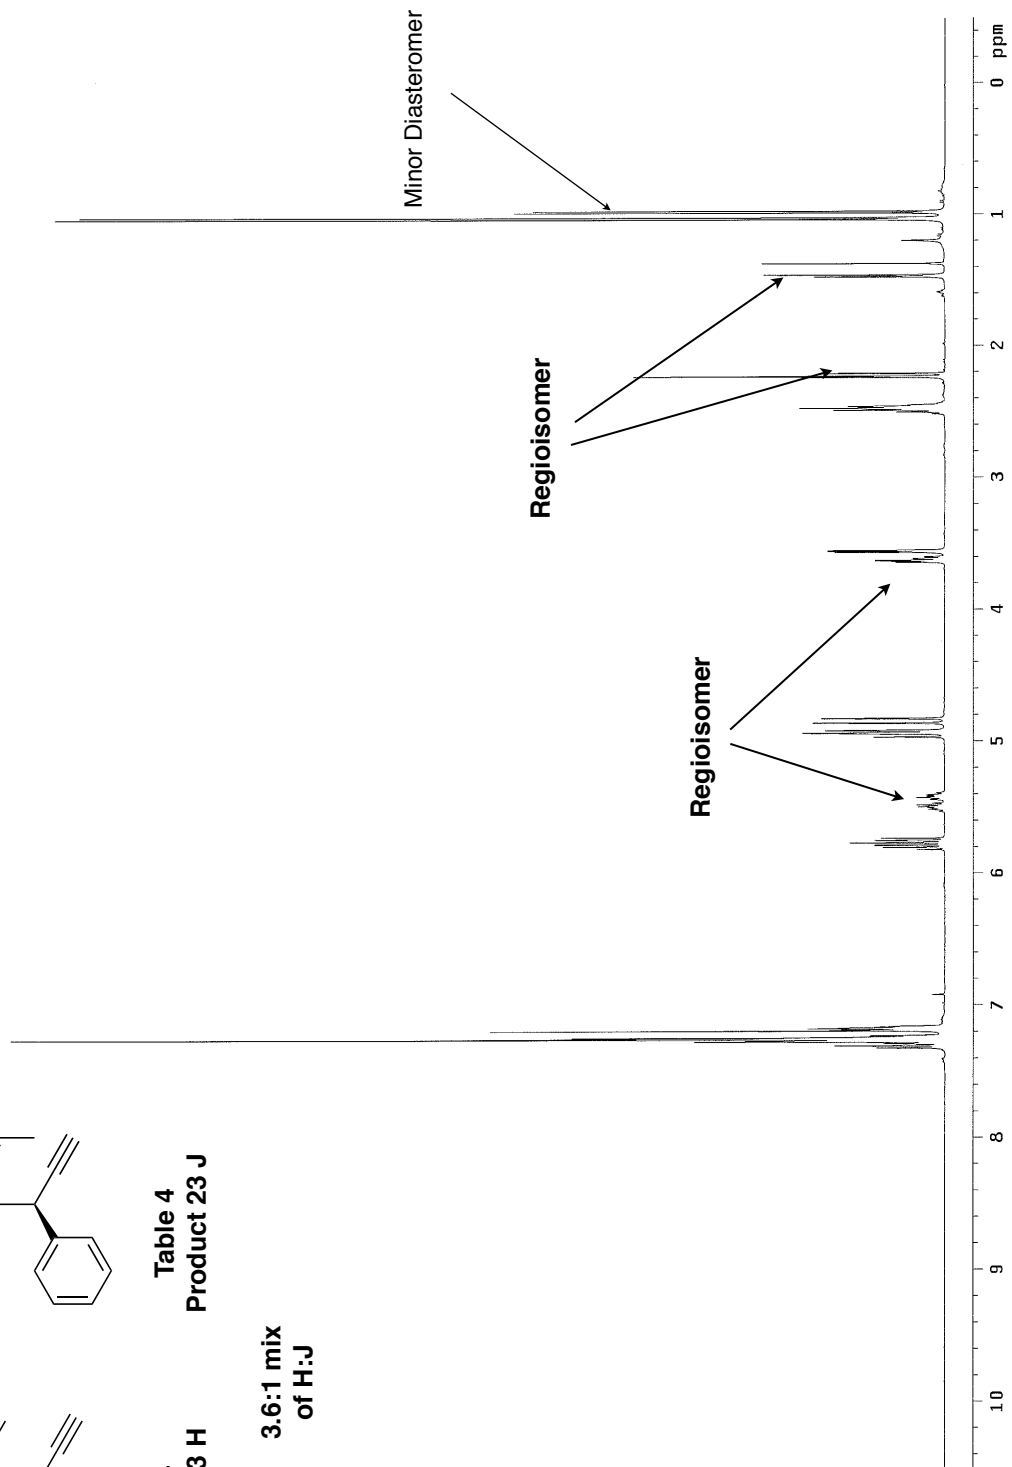 Minor Diasteromer
Regioisomer
Regioisomer
Table 4
Product 23 J
3 H
3.6:1 mix
of H:J
10 9 8 7 6 5 4 3 2 1 0 ppm